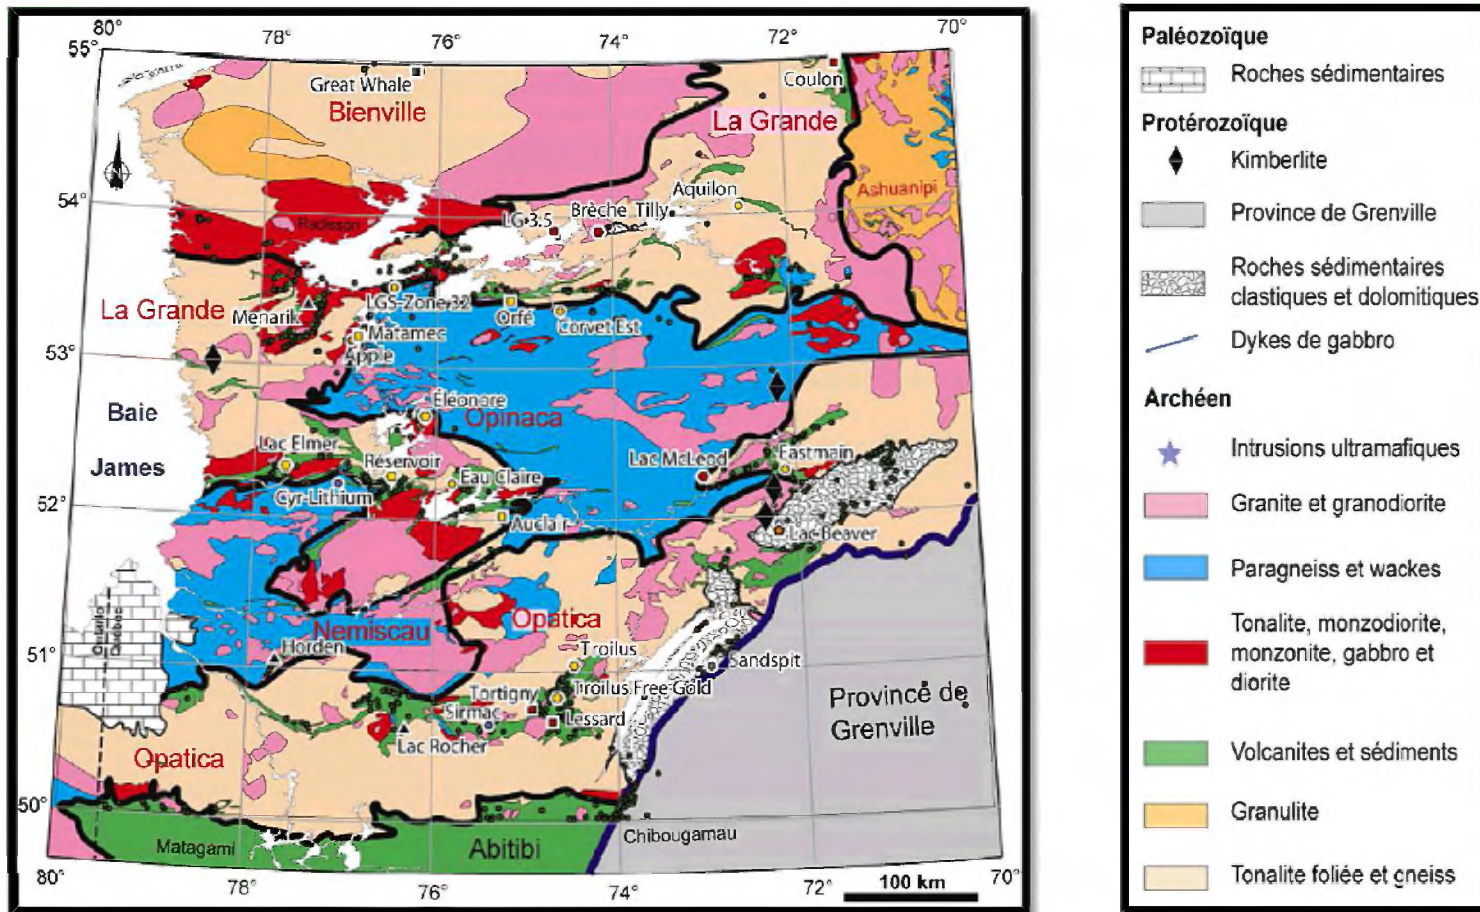 80°
78°
76°
74°
72°
70°
55°
Great Whale
Bienville
Coulon
La Grande
54°
Aquilon
Ashuanipi
Brèche Tilly
LG 3.5
Radisson
La Grande
Menarik
LGS-Zone 32
Orfé
Corvet Est
Matamec
Apple
53°
Éléonore
Opinaca
Baie
James
Lac Elmer
Réservoir
Eau Claire
Lac McLeod
Eastmain
52°
Cyr-Lithium
Auclair
Lac Beaver
Ontario
Québec
Nemiscau
Opatica
Horden
51°
Troilus
Sandspit
Troilus Free Gold
Tortigny
Sirmac
Lessard
Province de
Grenville
Lac Rocher
Opatica
50°
Matagami
Abitibi
Chibougamau
80°
78°
76°
74°
72°
70°
100 km
Paléozoïque
Roches sédimentaires
Protérozoïque
Kimberlite
Province de Grenville
Roches sédimentaires
clastiques et dolomitiques
Dykes de gabbro
Archéen
Intrusions ultramafiques
Granite et granodiorite
Paragneiss et wackes
Tonalite, monzodiorite,
monzonite, gabbro et
diorite
Volcanites et sédiments
Granulite
Tonalite foliée et gneiss